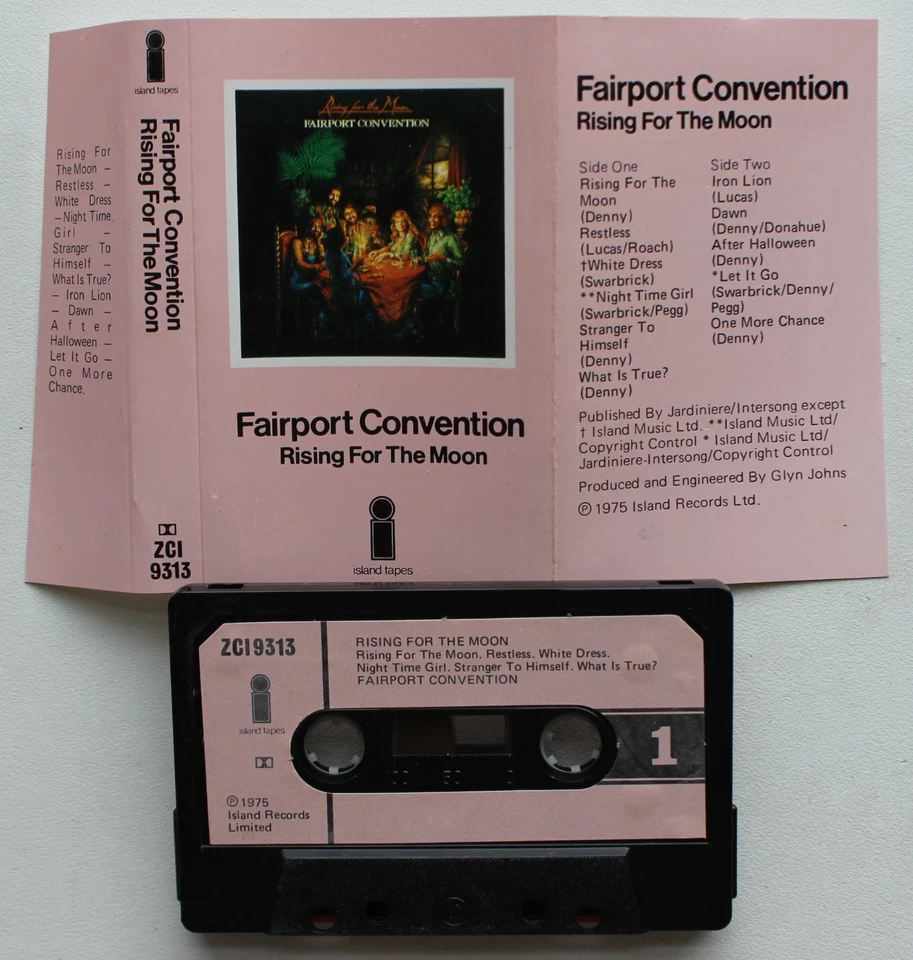 island tapes
Rising For
The Moon –
Restless –
White Dress
– Night Time
Girl –
Stranger To
Himself –
What Is True?
– Iron Lion
– Dawn –
After
Halloween –
Let It Go –
One More
Chance.
Fairport Convention
Rising For The Moon
ZCI
9313
Rising for the Moon
FAIRPORT CONVENTION
Fairport Convention
Rising For The Moon
island tapes
Fairport Convention
Rising For The Moon
Side One
Rising For The
Moon
(Denny)
Restless
(Lucas/Roach)
†White Dress
(Swarbrick)
**Night Time Girl
(Swarbrick/Pegg)
Stranger To
Himself
(Denny)
What Is True?
(Denny)
Side Two
Iron Lion
(Lucas)
Dawn
(Denny/Donahue)
After Halloween
(Denny)
*Let It Go
(Swarbrick/Denny/
Pegg)
One More Chance
(Denny)
Published By Jardiniere/Intersong except
† Island Music Ltd. **Island Music Ltd/
Copyright Control * Island Music Ltd/
Jardiniere-Intersong/Copyright Control
Produced and Engineered By Glyn Johns
℗ 1975 Island Records Ltd.
ZCI 9313
RISING FOR THE MOON
Rising For The Moon. Restless. White Dress.
Night Time Girl. Stranger To Himself. What Is True?
FAIRPORT CONVENTION
island tapes
1
100 50 0
℗ 1975
Island Records
Limited